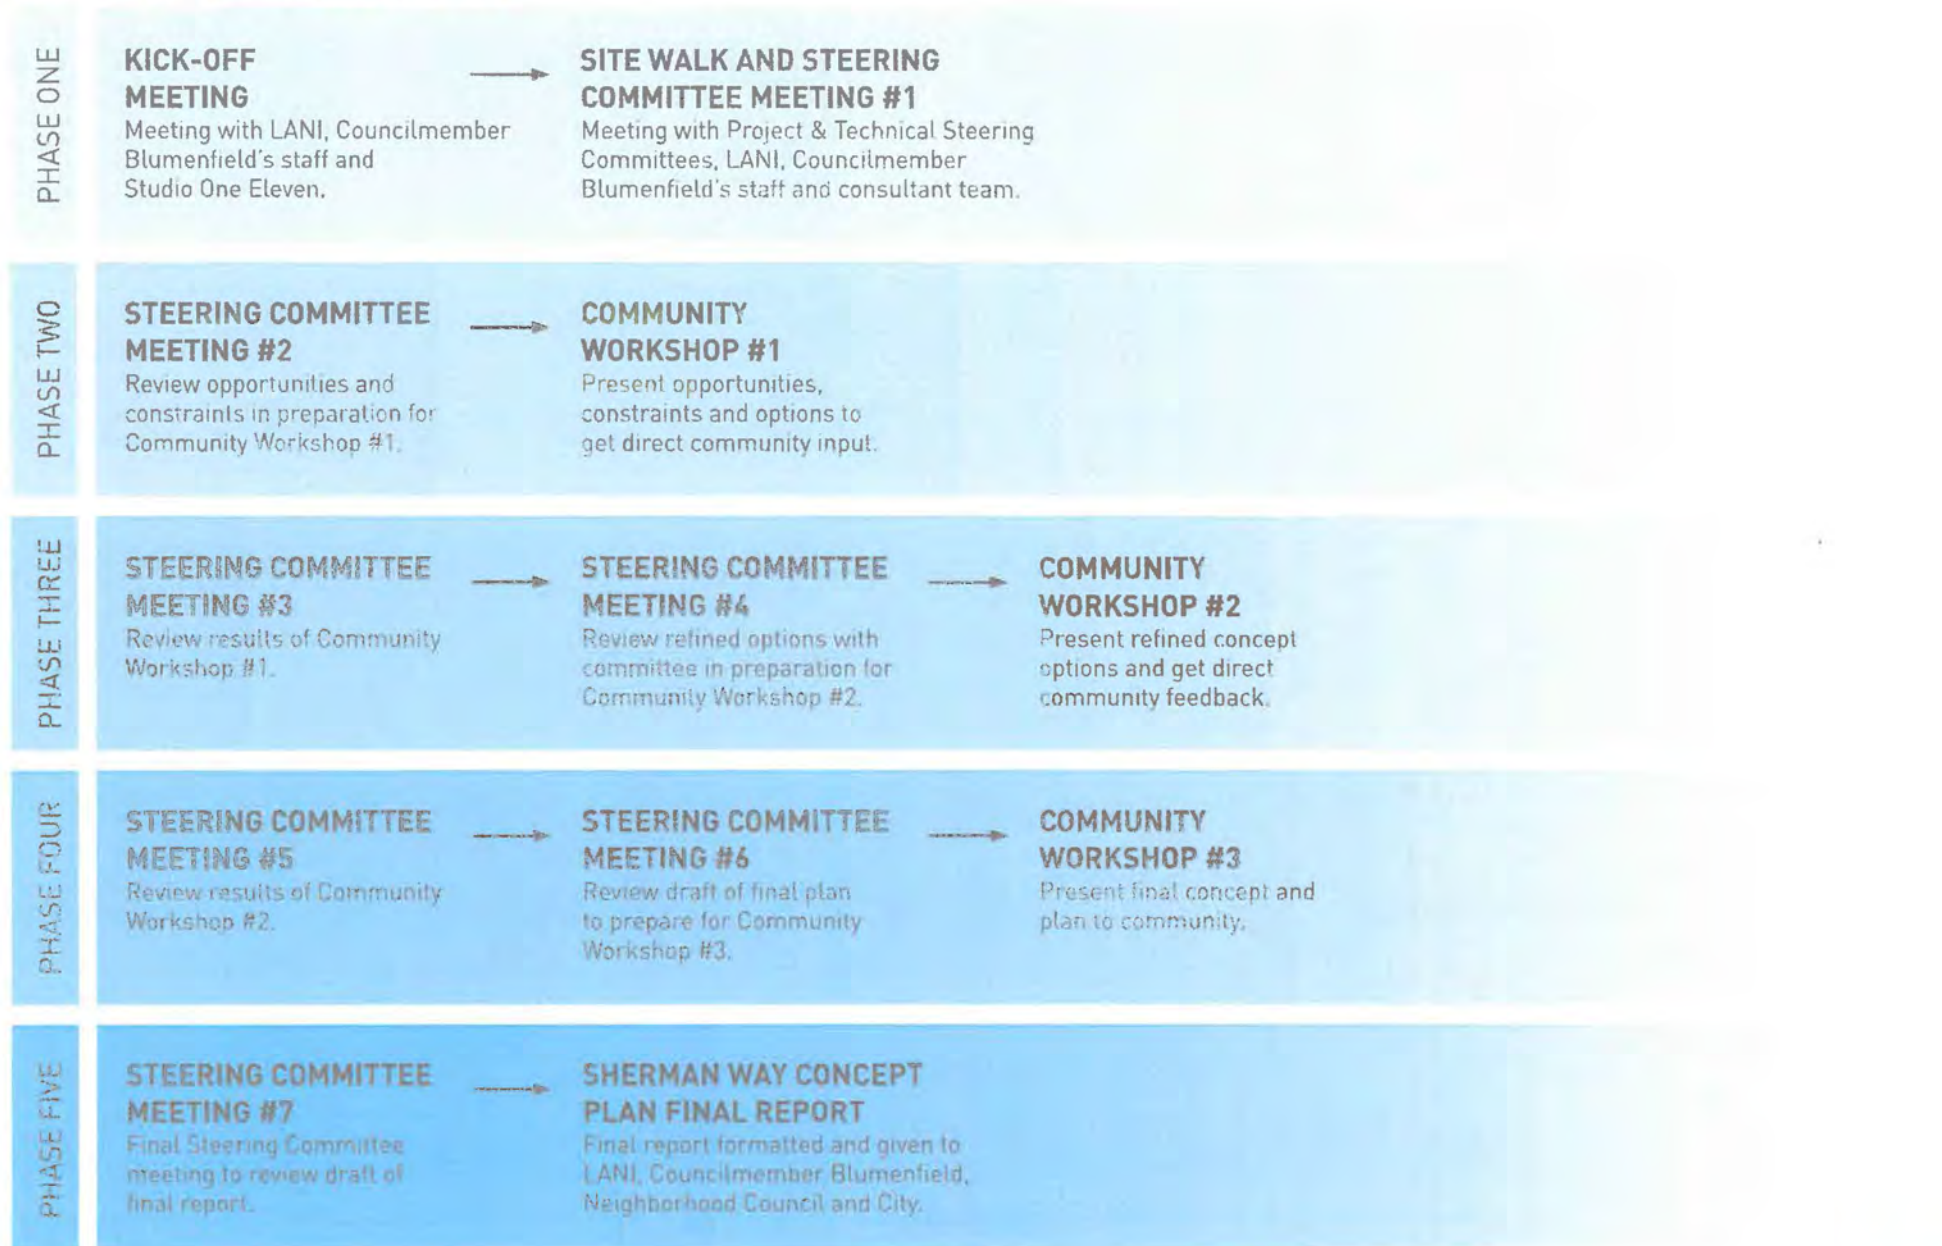 PHASE ONE
KICK-OFF
MEETING
Meeting with LANI, Councilmember
Blumenfield's staff and
Studio One Eleven.
SITE WALK AND STEERING
COMMITTEE MEETING #1
Meeting with Project & Technical Steering
Committees, LANI, Councilmember
Blumenfield's staff and consultant team.
PHASE TWO
STEERING COMMITTEE
MEETING #2
Review opportunities and
constraints in preparation for
Community Workshop #1.
COMMUNITY
WORKSHOP #1
Present opportunities,
constraints and options to
get direct community input.
PHASE THREE
STEERING COMMITTEE
MEETING #3
Review results of Community
Workshop #1.
STEERING COMMITTEE
MEETING #4
Review refined options with
committee in preparation for
Community Workshop #2.
COMMUNITY
WORKSHOP #2
Present refined concept
options and get direct
community feedback.
PHASE FOUR
STEERING COMMITTEE
MEETING #5
Review results of Community
Workshop #2.
STEERING COMMITTEE
MEETING #6
Review draft of final plan
to prepare for Community
Workshop #3.
COMMUNITY
WORKSHOP #3
Present final concept and
plan to community.
PHASE FIVE
STEERING COMMITTEE
MEETING #7
Final Steering Committee
meeting to review draft of
final report.
SHERMAN WAY CONCEPT
PLAN FINAL REPORT
Final report formatted and given to
LANI, Councilmember Blumenfield,
Neighborhood Council and City.